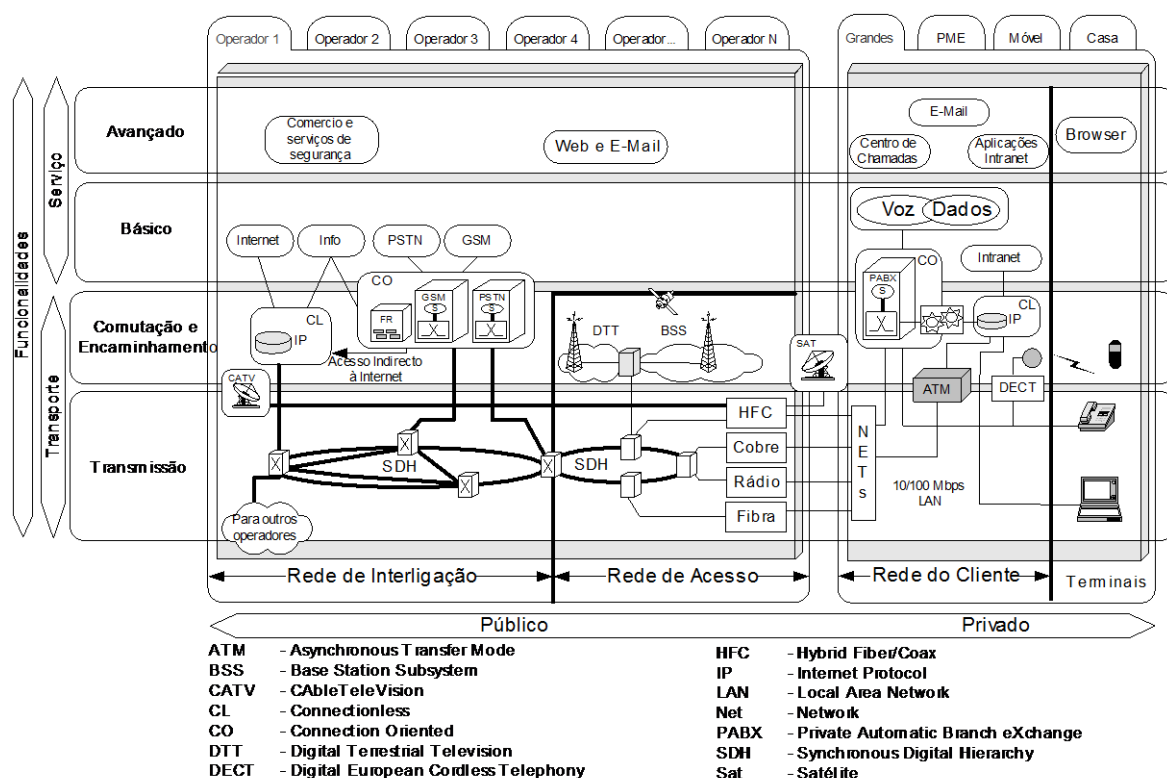 Operador 1
Operador 2
Operador 3
Operador 4
Operador...
Operador N
Grandes
PME
Móvel
Casa
Funcionalidades
Serviço
Transporte
Avançado
Comercio e
serviços de
segurança
Web e E-Mail
E-Mail
Centro de
Chamadas
Aplicações
Intranet
Browser
Básico
Internet
Info
PSTN
GSM
Voz
Dados
Intranet
Comutação e
Encaminhamento
CL
IP
CO
FR
GSM
S
PSTN
S
Acesso Indirecto
à Internet
DTT
BSS
SAT
PABX
S
CO
CL
IP
CATV
ATM
DECT
Transmissão
SDH
SDH
HFC
Cobre
Rádio
Fibra
N
E
T
s
10/100 Mbps
LAN
Para outros
operadores
Rede de Interligação
Rede de Acesso
Rede do Cliente
Terminais
Público
Privado
ATM - Asynchronous Transfer Mode
BSS - Base Station Subsystem
CATV - CAbleTeleVision
CL - Connectionless
CO - Connection Oriented
DTT - Digital Terrestrial Television
DECT - Digital European Cordless Telephony
HFC - Hybrid Fiber/Coax
IP - Internet Protocol
LAN - Local Area Network
Net - Network
PABX - Private Automatic Branch eXchange
SDH - Synchronous Digital Hierarchy
Sat - Satélite